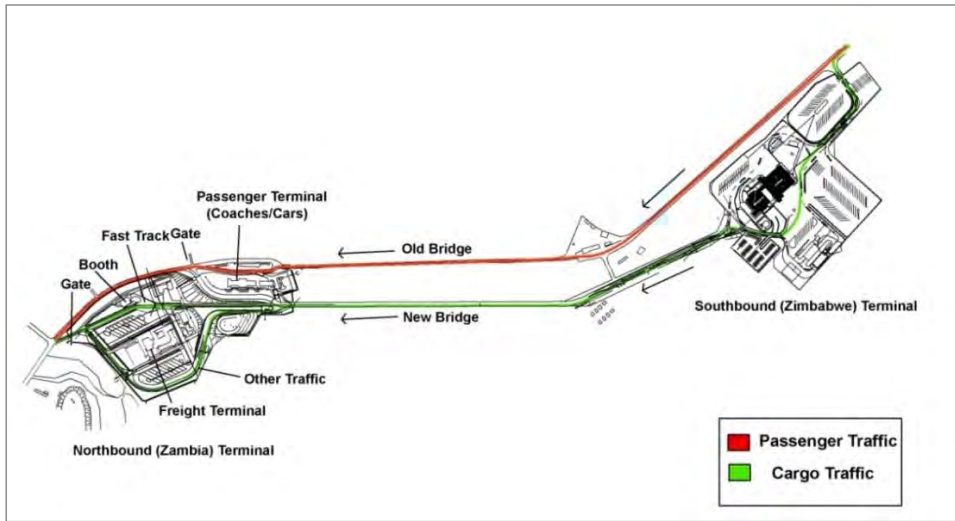 Passenger Terminal
(Coaches/Cars)
Fast Track
Gate
Booth
Gate
Old Bridge
New Bridge
Southbound (Zimbabwe) Terminal
Other Traffic
Freight Terminal
Northbound (Zambia) Terminal
Passenger Traffic
Cargo Traffic